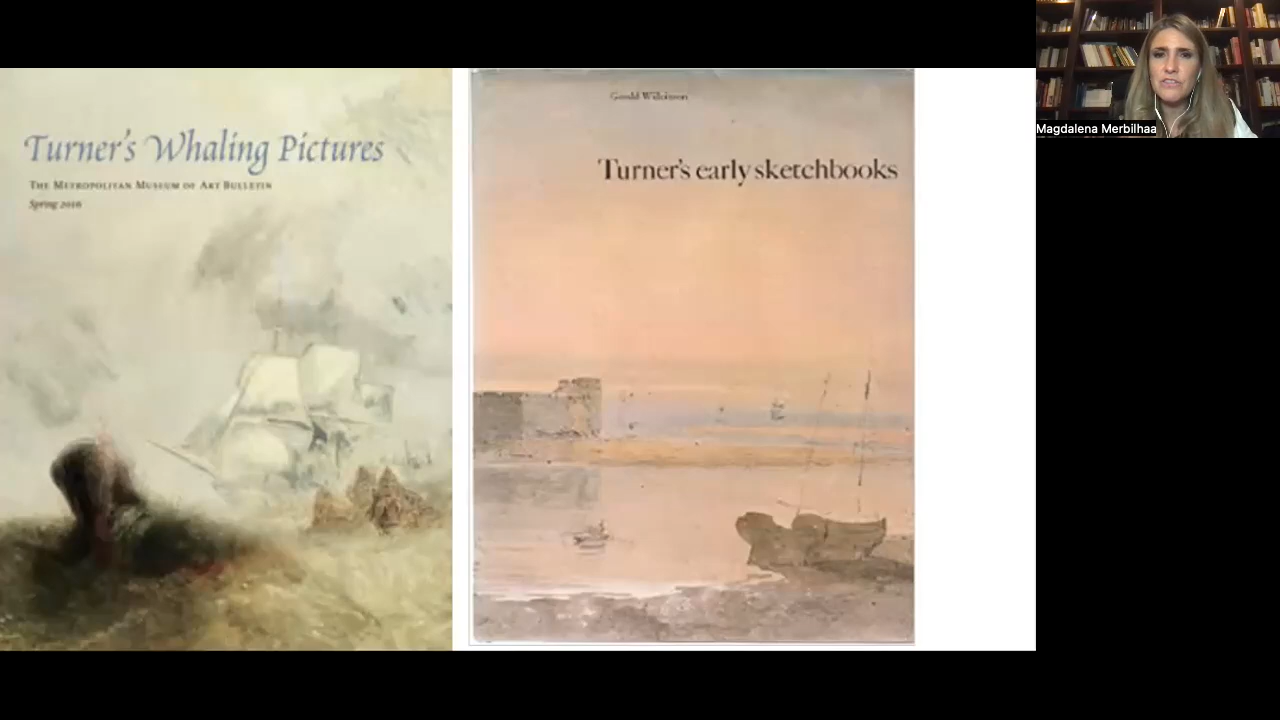 Turner's Whaling Pictures
THE METROPOLITAN MUSEUM OF ART BULLETIN
Spring 2016
Gerald Wilkinson
Turner's early sketchbooks
Magdalena Merbilhaa